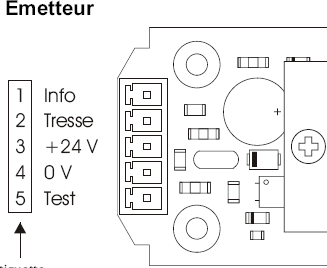 Emetteur
1 Info
2 Tresse
3 +24 V
4 0 V
5 Test